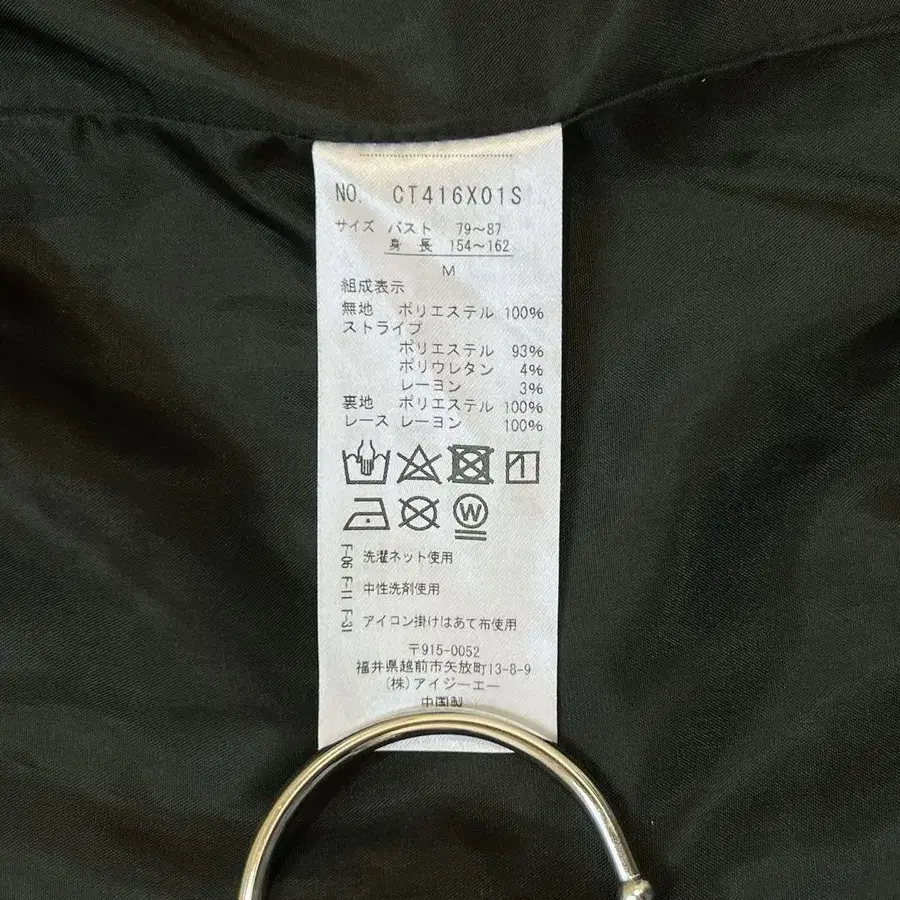 NO. CT416X01S
サイズ バスト 79～87
身長 154～162
M
組成表示
無地 ポリエステル 100%
ストライプ
ポリエステル 93%
ポリウレタン 4%
レーヨン 3%
裏地 ポリエステル 100%
レース レーヨン 100%
W
F-06 洗濯ネット使用
F-11 中性洗剤使用
F-31 アイロン掛けはあて布使用
〒915-0052
福井県越前市矢放町13-8-9
(株)アイジーエー
中国製